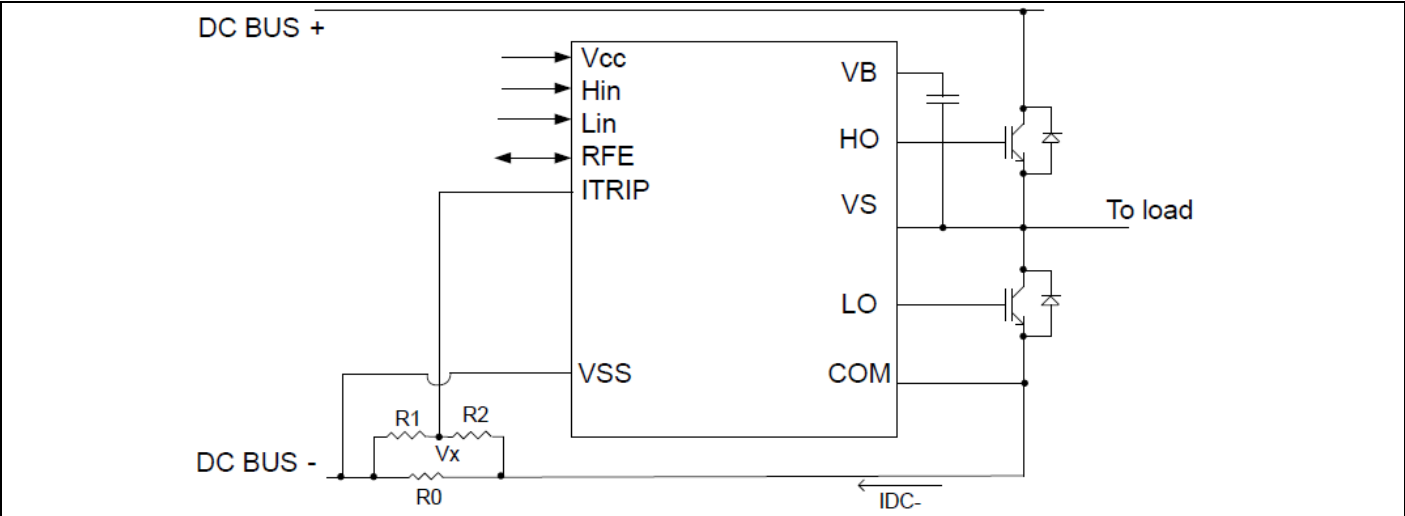 DC BUS +
Vcc
Hin
Lin
RFE
ITRIP
VSS
VB
HO
VS
LO
COM
To load
R1
R2
Vx
DC BUS -
R0
IDC-